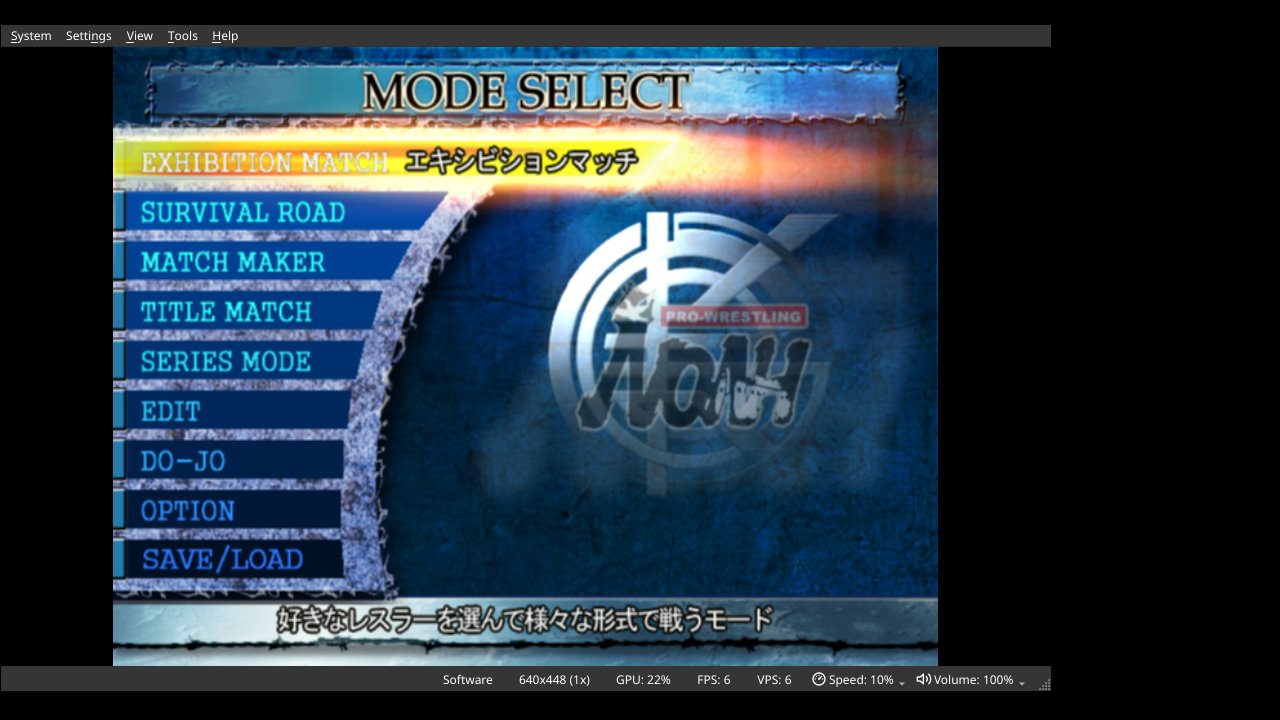 System Settings View Tools Help
MODE SELECT
EXHIBITION MATCH エキシビションマッチ
SURVIVAL ROAD
MATCH MAKER
TITLE MATCH
SERIES MODE
EDIT
DO-JO
OPTION
SAVE/LOAD
PRO-WRESTLING
NOAH
好きなレスラーを選んで様々な形式で戦うモード
Software 640x448 (1x) GPU: 22% FPS: 6 VPS: 6 Speed: 10% Volume: 100%